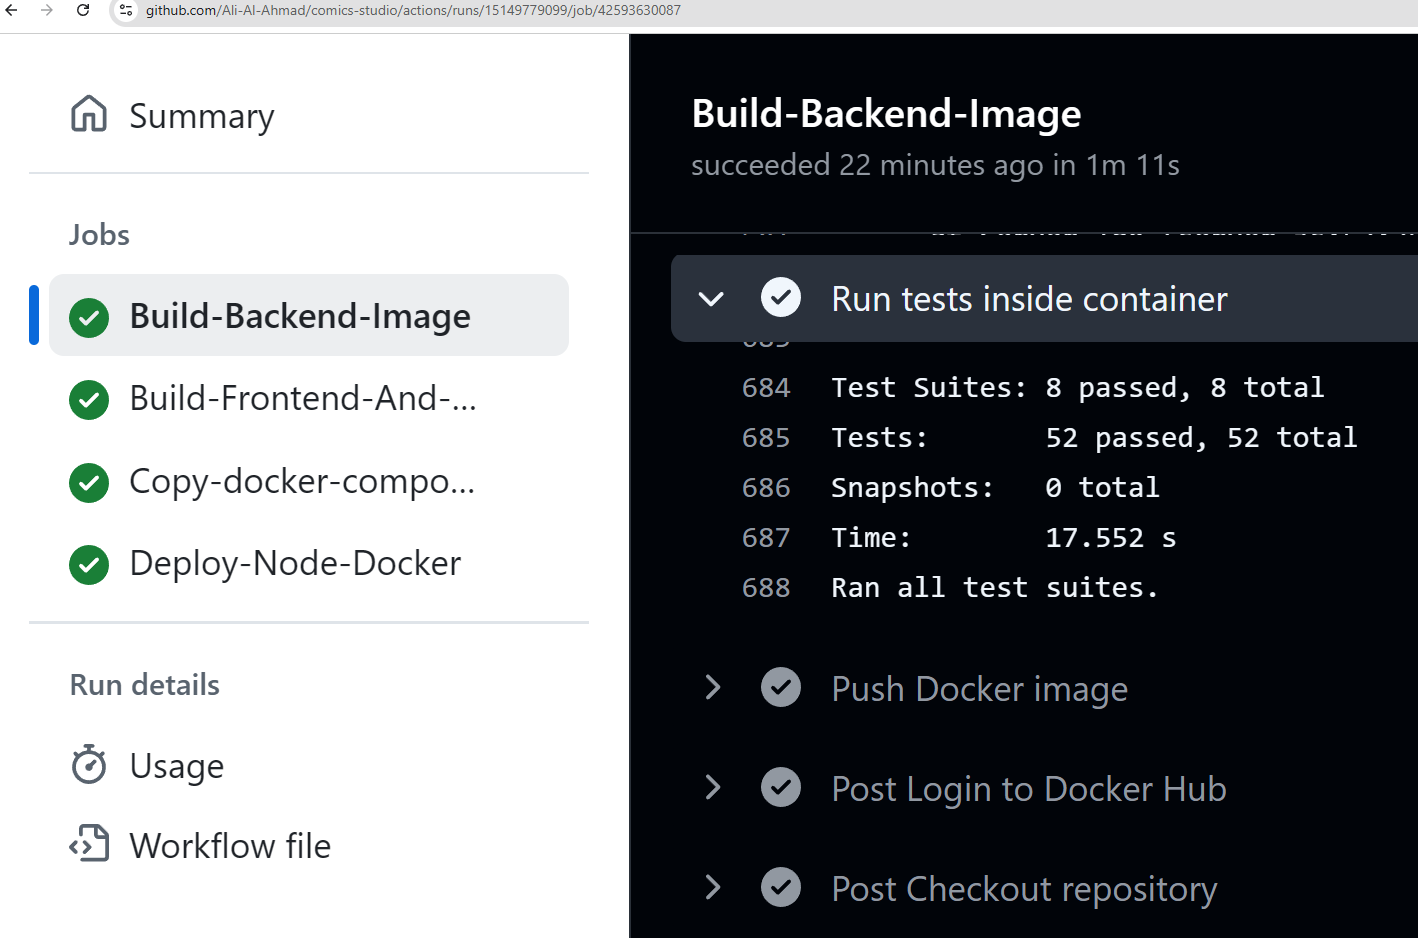 github.com/Ali-Al-Ahmad/comics-studio/actions/runs/15149779099/job/42593630087
Summary
Jobs
Build-Backend-Image
Build-Frontend-And-...
Copy-docker-compo...
Deploy-Node-Docker
Run details
Usage
Workflow file
Build-Backend-Image
succeeded 22 minutes ago in 1m 11s
Run tests inside container
684 Test Suites: 8 passed, 8 total
685 Tests: 52 passed, 52 total
686 Snapshots: 0 total
687 Time: 17.552 s
688 Ran all test suites.
Push Docker image
Post Login to Docker Hub
Post Checkout repository